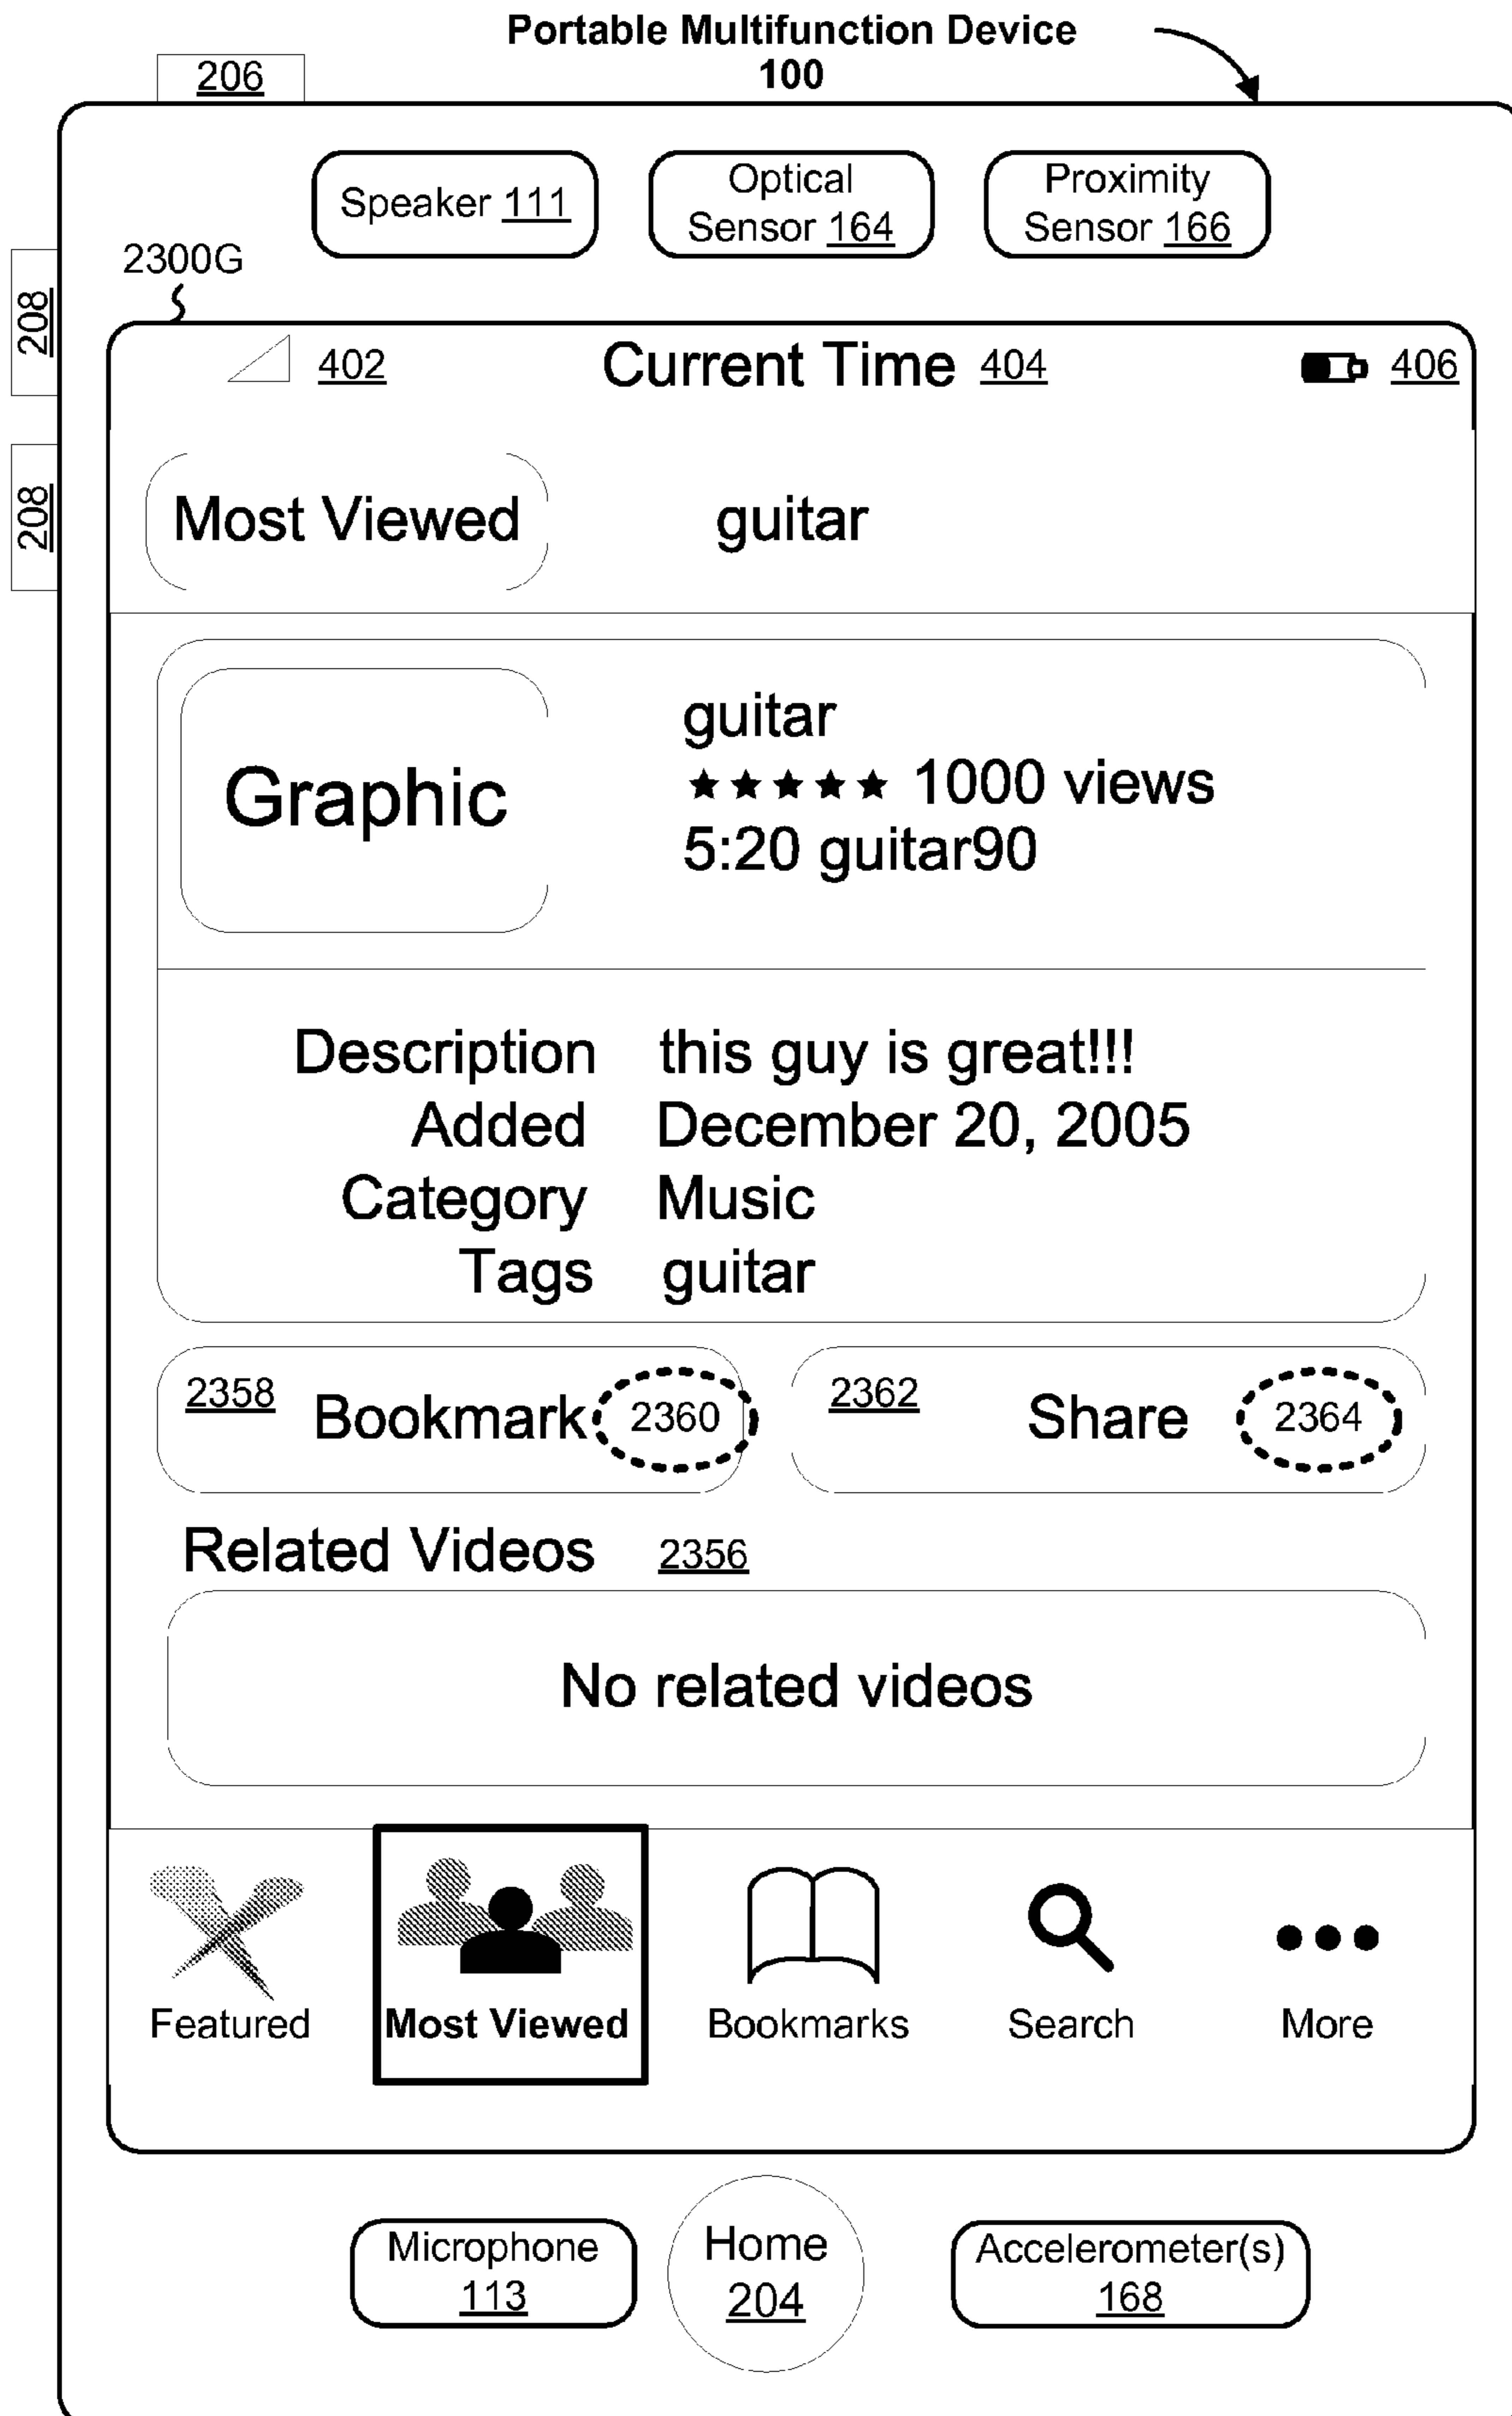 Portable Multifunction Device
100
206
Speaker 111
Optical
Sensor 164
Proximity
Sensor 166
2300G
208
208
402 Current Time 404 406
Most Viewed guitar
Graphic
guitar
★★★★★ 1000 views
5:20 guitar90
Description this guy is great!!!
Added December 20, 2005
Category Music
Tags guitar
2358 Bookmark 2360 2362 Share 2364
Related Videos 2356
No related videos
Featured Most Viewed Bookmarks Search More
Microphone
113
Home
204
Accelerometer(s)
168